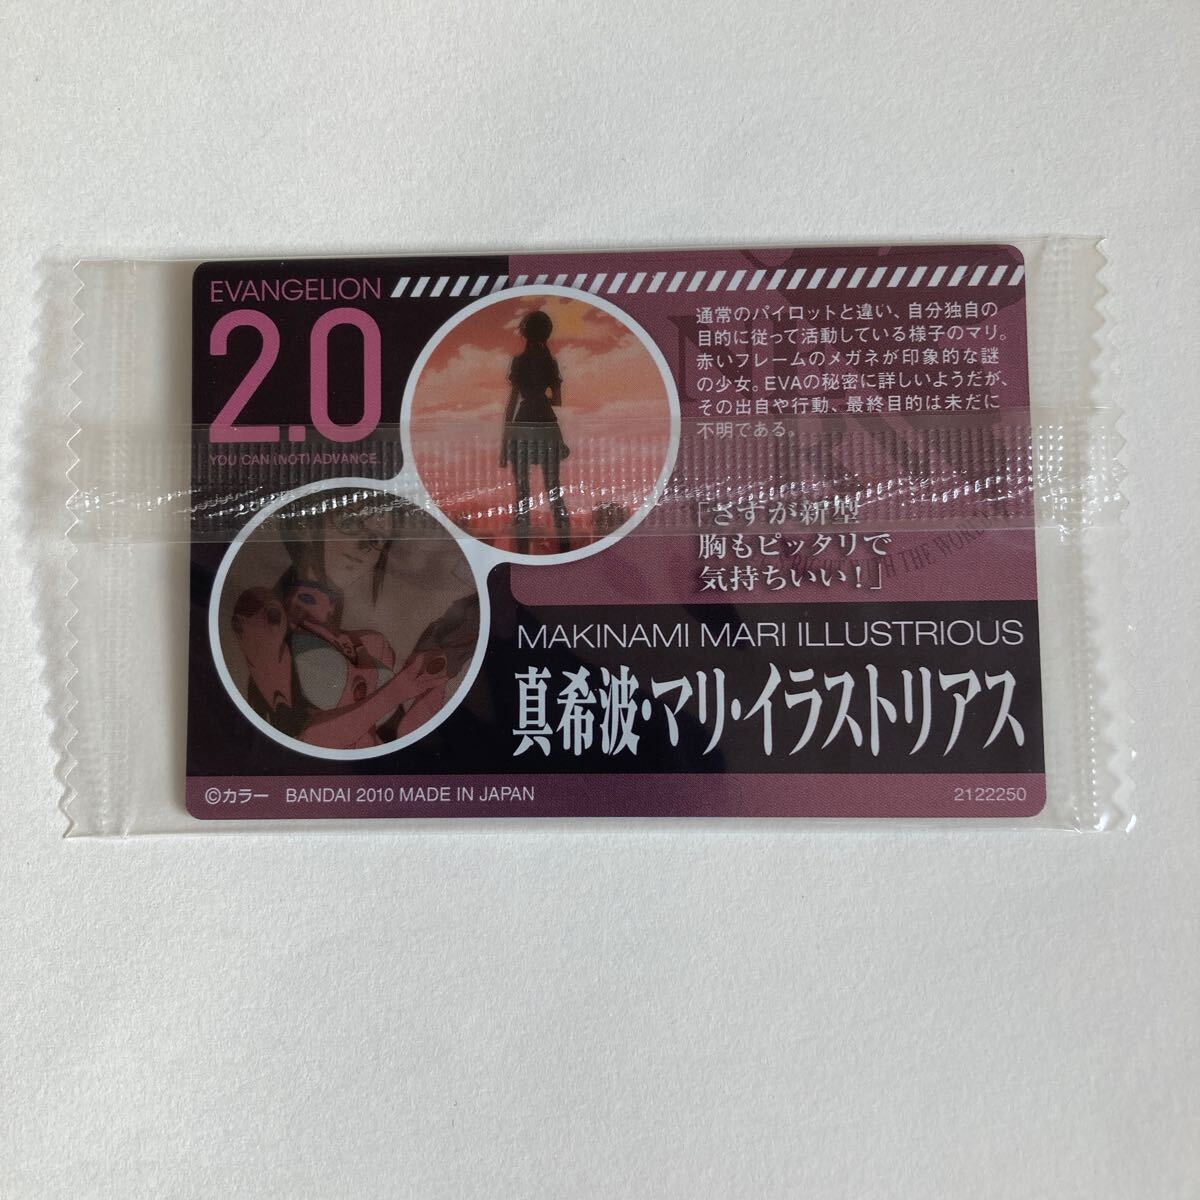 EVANGELION
2.0
YOU CAN (NOT) ADVANCE.
通常のパイロットと違い、自分独自の
目的に従って活動している様子のマリ。
赤いフレームのメガネが印象的な謎
の少女。EVAの秘密に詳しいようだが、
その出自や行動、最終目的は未だに
不明である。
「さすが新型
胸もピッタリで
気持ちいい!」
MAKINAMI MARI ILLUSTRIOUS
真希波・マリ・イラストリアス
©カラー BANDAI 2010 MADE IN JAPAN
2122250